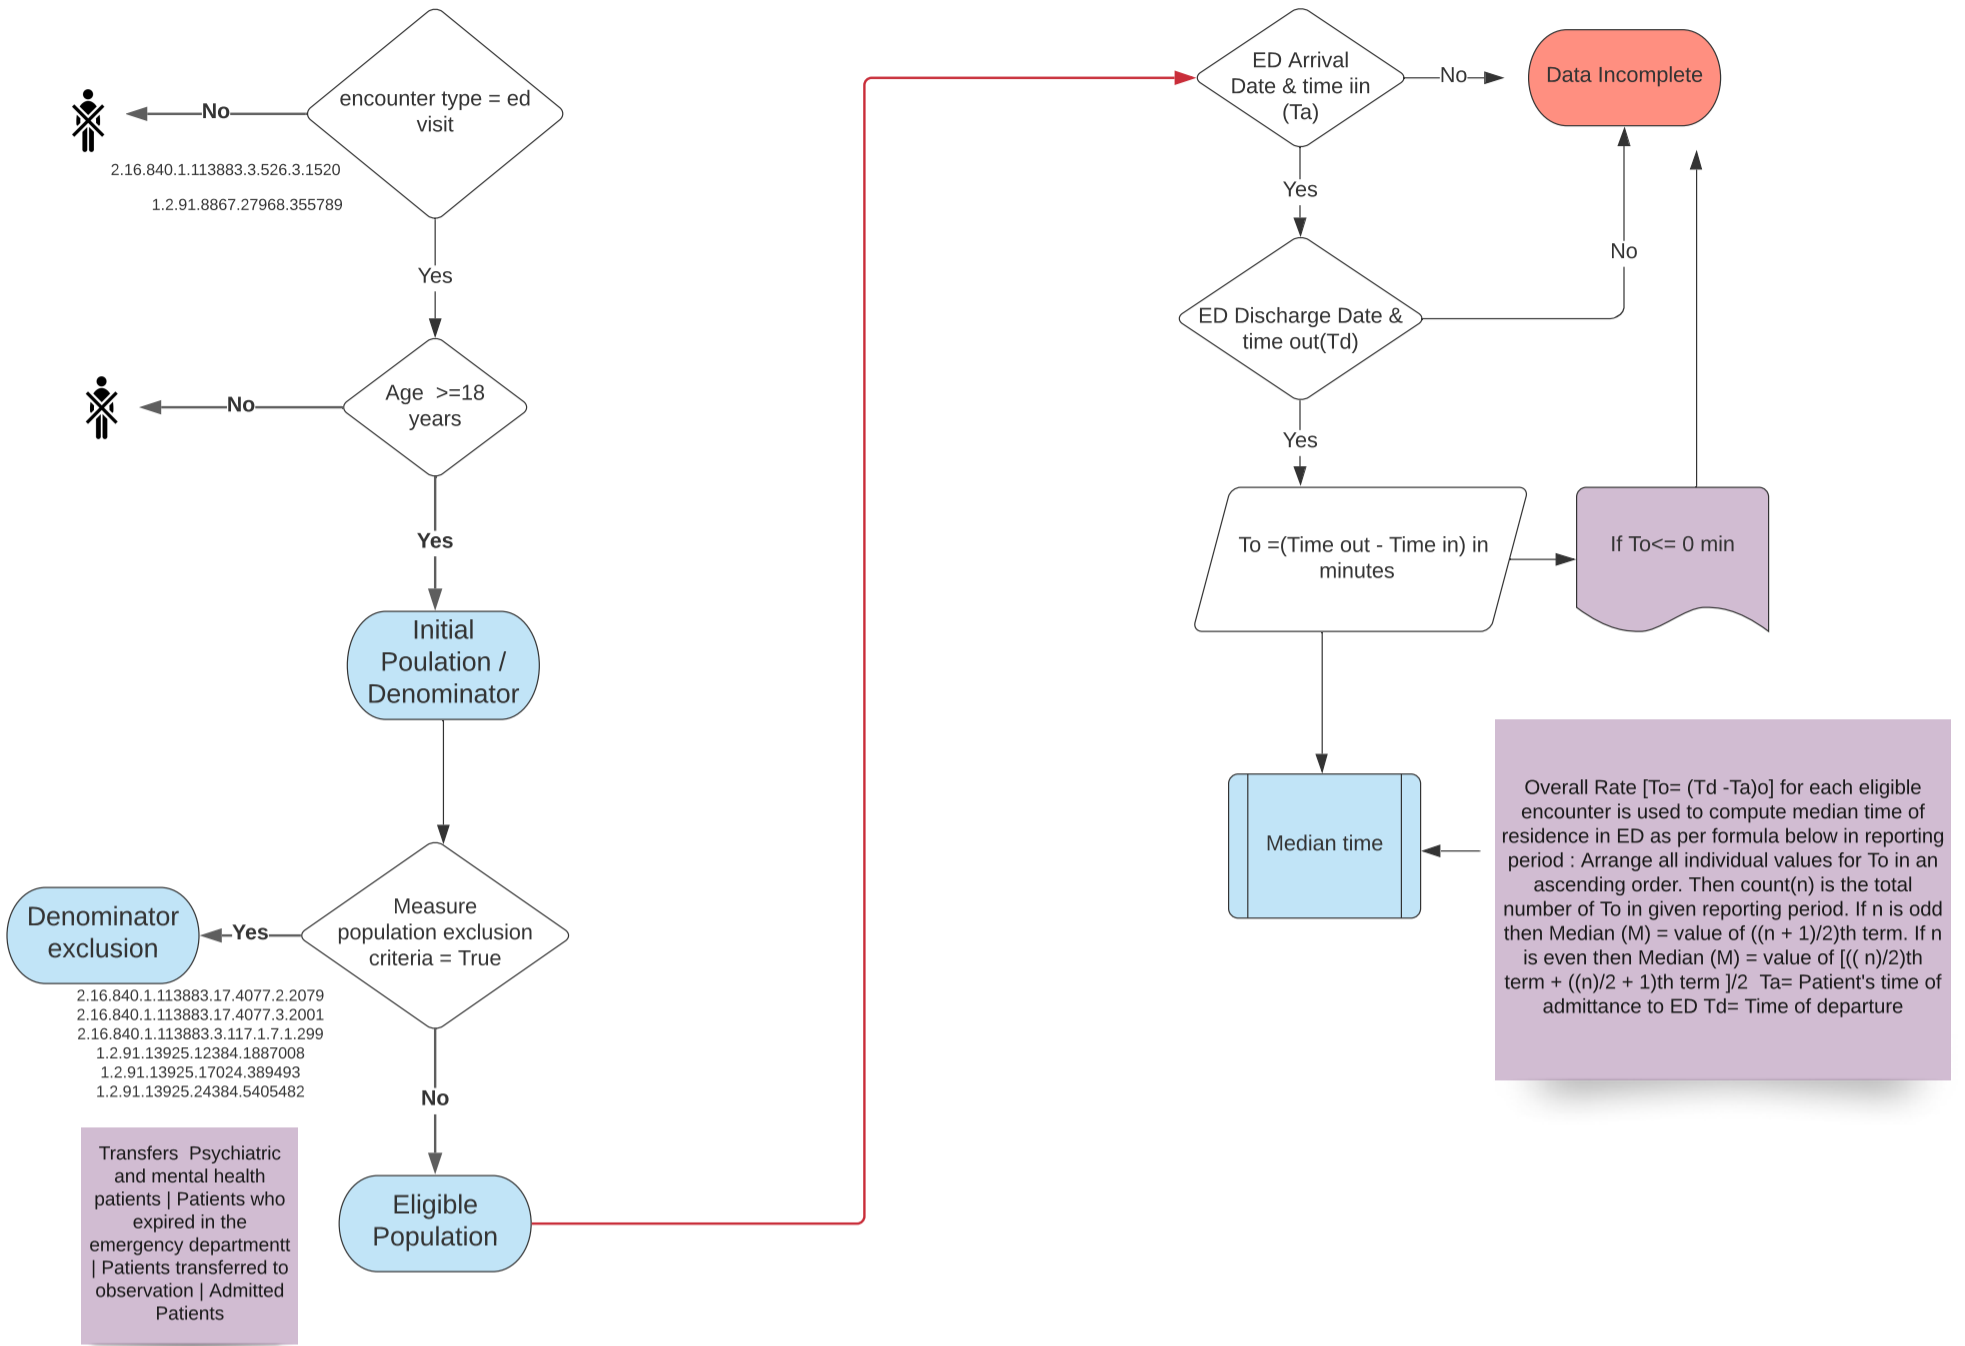 encounter type = ed
visit
No
2.16.840.1.113883.3.526.3.1520
1.2.91.8867.27968.355789
Yes
Age  >=18
years
No
Yes
Initial
Poulation /
Denominator
Measure
population exclusion
criteria = True
Yes
Denominator
exclusion
2.16.840.1.113883.17.4077.2.2079
2.16.840.1.113883.17.4077.3.2001
2.16.840.1.113883.3.117.1.7.1.299
1.2.91.13925.12384.1887008
1.2.91.13925.17024.389493
1.2.91.13925.24384.5405482
No
Transfers  Psychiatric
and mental health
patients | Patients who
expired in the
emergency departmentt
| Patients transferred to
observation | Admitted
Patients
Eligible
Population
ED Arrival
Date & time iin
(Ta)
No
Data Incomplete
Yes
ED Discharge Date &
time out(Td)
No
Yes
To =(Time out - Time in) in
minutes
If To<= 0 min
Median time
Overall Rate [To= (Td -Ta)o] for each eligible
encounter is used to compute median time of
residence in ED as per formula below in reporting
period : Arrange all individual values for To in an
ascending order. Then count(n) is the total
number of To in given reporting period. If n is odd
then Median (M) = value of ((n + 1)/2)th term. If n
is even then Median (M) = value of [(( n)/2)th
term + ((n)/2 + 1)th term ]/2  Ta= Patient's time of
admittance to ED Td= Time of departure